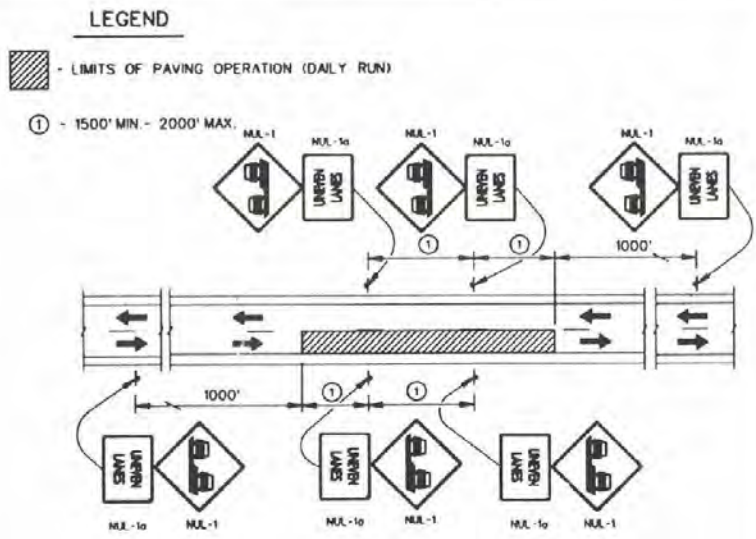 LEGEND
- LIMITS OF PAVING OPERATION (DAILY RUN)
① - 1500' MIN. - 2000' MAX.
NUL-1 NUL-1a NUL-1 NUL-1a NUL-1 NUL-1a
UNEVEN LANES
UNEVEN LANES
UNEVEN LANES
① ① 1000'
1000' ① ①
UNEVEN LANES
UNEVEN LANES
UNEVEN LANES
NUL-1a NUL-1 NUL-1a NUL-1 NUL-1a NUL-1